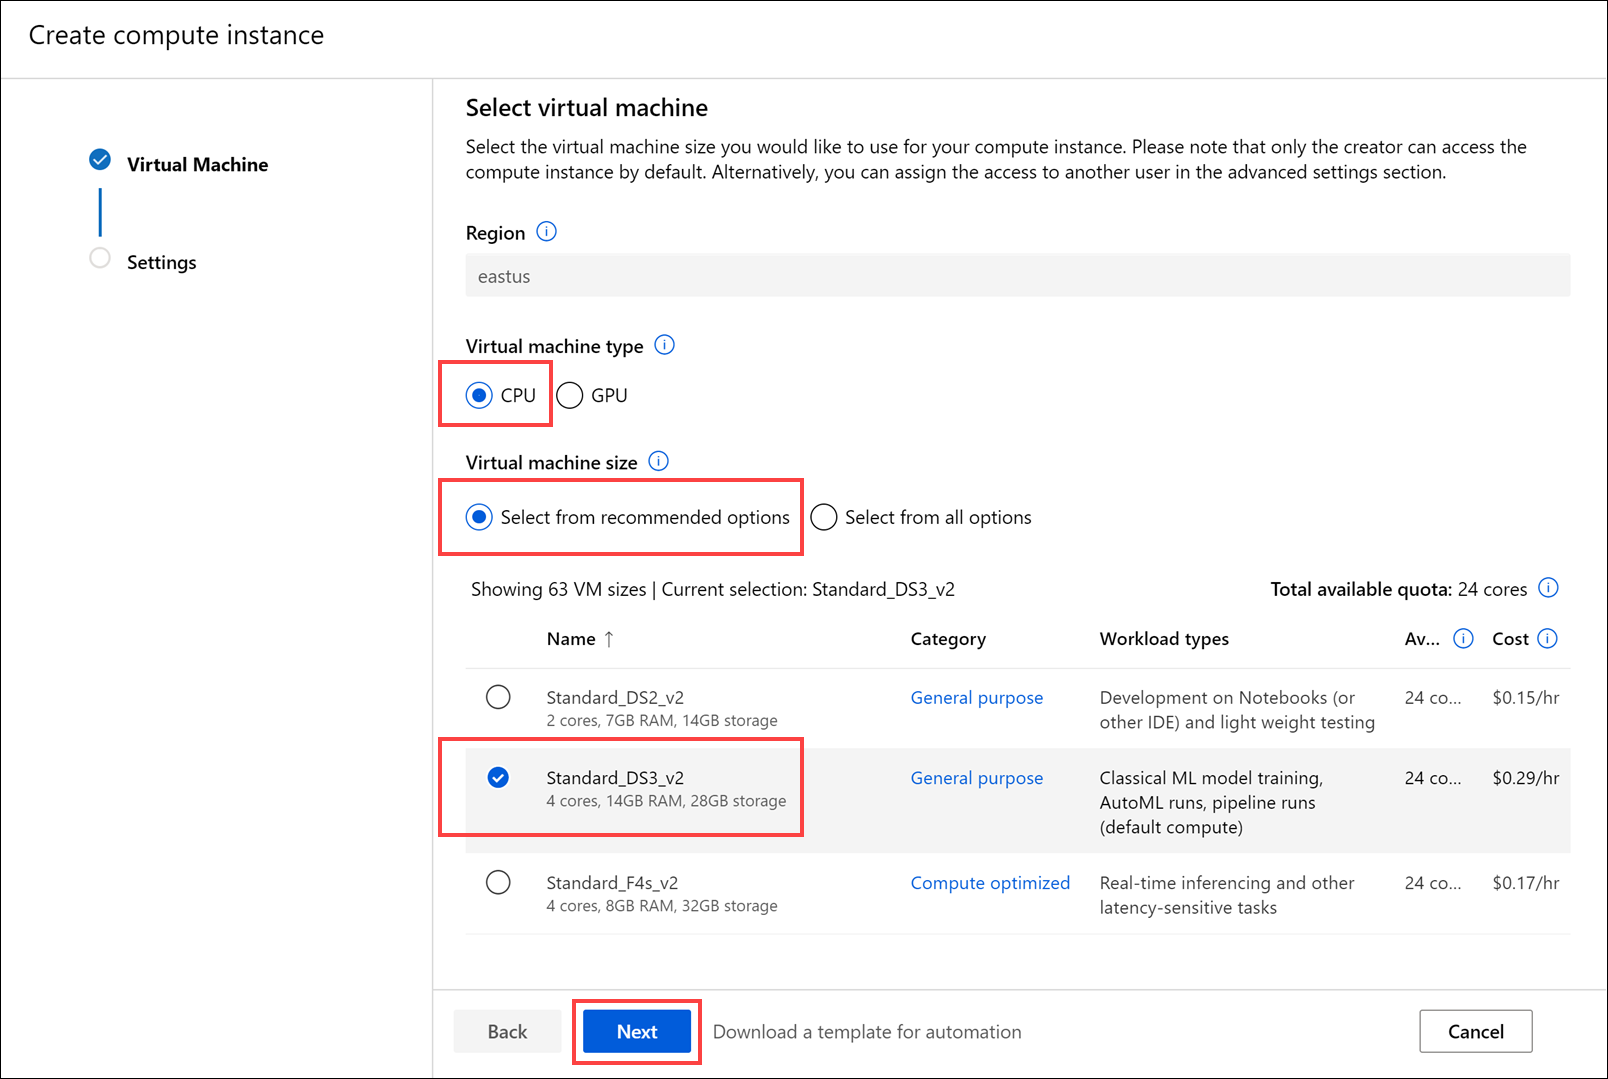 Create compute instance
Virtual Machine
Settings
Select virtual machine
Select the virtual machine size you would like to use for your compute instance. Please note that only the creator can access the
compute instance by default. Alternatively, you can assign the access to another user in the advanced settings section.
Region
eastus
Virtual machine type
CPU GPU
Virtual machine size
Select from recommended options Select from all options
Showing 63 VM sizes | Current selection: Standard_DS3_v2 Total available quota: 24 cores
Name ↑ Category Workload types Av... Cost
Standard_DS2_v2 General purpose Development on Notebooks (or 24 co... $0.15/hr
2 cores, 7GB RAM, 14GB storage other IDE) and light weight testing
Standard_DS3_v2 General purpose Classical ML model training, 24 co... $0.29/hr
4 cores, 14GB RAM, 28GB storage AutoML runs, pipeline runs
(default compute)
Standard_F4s_v2 Compute optimized Real-time inferencing and other 24 co... $0.17/hr
4 cores, 8GB RAM, 32GB storage latency-sensitive tasks
Back Next Download a template for automation Cancel